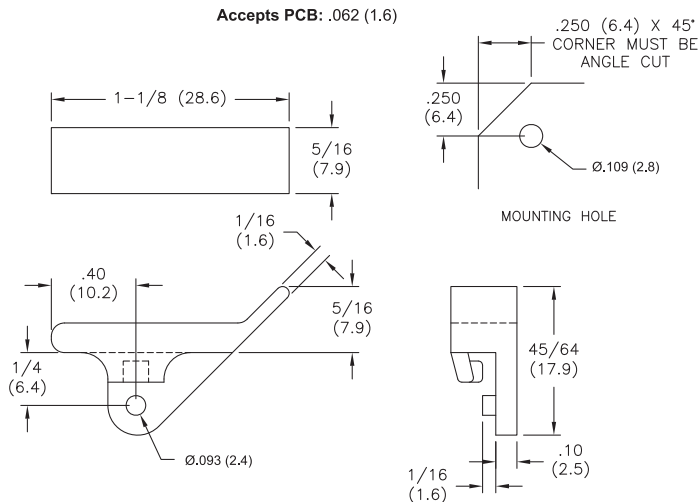 Accepts PCB: .062 (1.6)
.250 (6.4) X 45°
CORNER MUST BE
ANGLE CUT
1-1/8 (28.6)
.250
(6.4)
5/16
(7.9)
Ø.109 (2.8)
MOUNTING HOLE
1/16
(1.6)
.40
(10.2)
5/16
(7.9)
1/4
(6.4)
45/64
(17.9)
Ø.093 (2.4)
.10
(2.5)
1/16
(1.6)